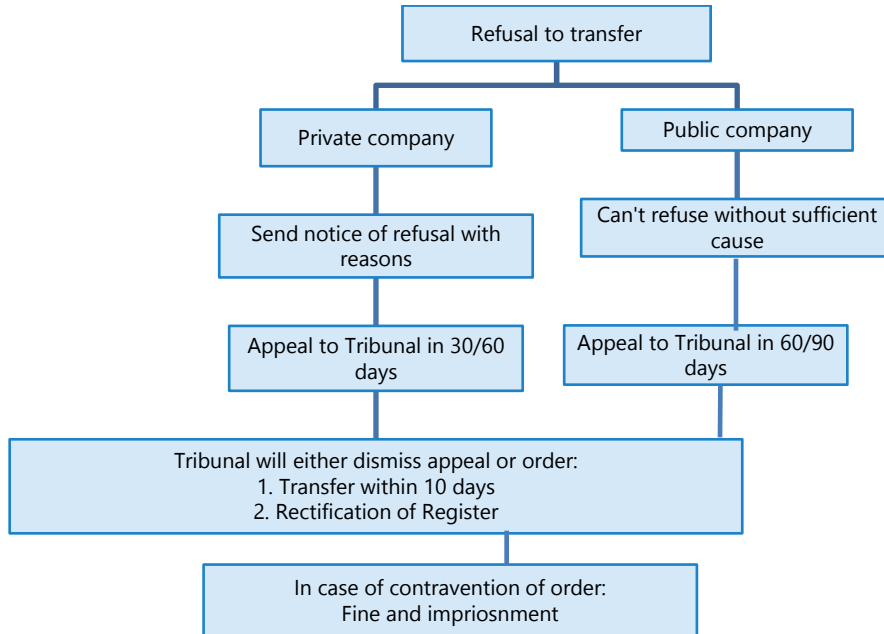 Refusal to transfer
Private company
Public company
Send notice of refusal with
reasons
Can't refuse without sufficient
cause
Appeal to Tribunal in 30/60
days
Appeal to Tribunal in 60/90
days
Tribunal will either dismiss appeal or order:
1. Transfer within 10 days
2. Rectification of Register
In case of contravention of order:
Fine and impriosnment